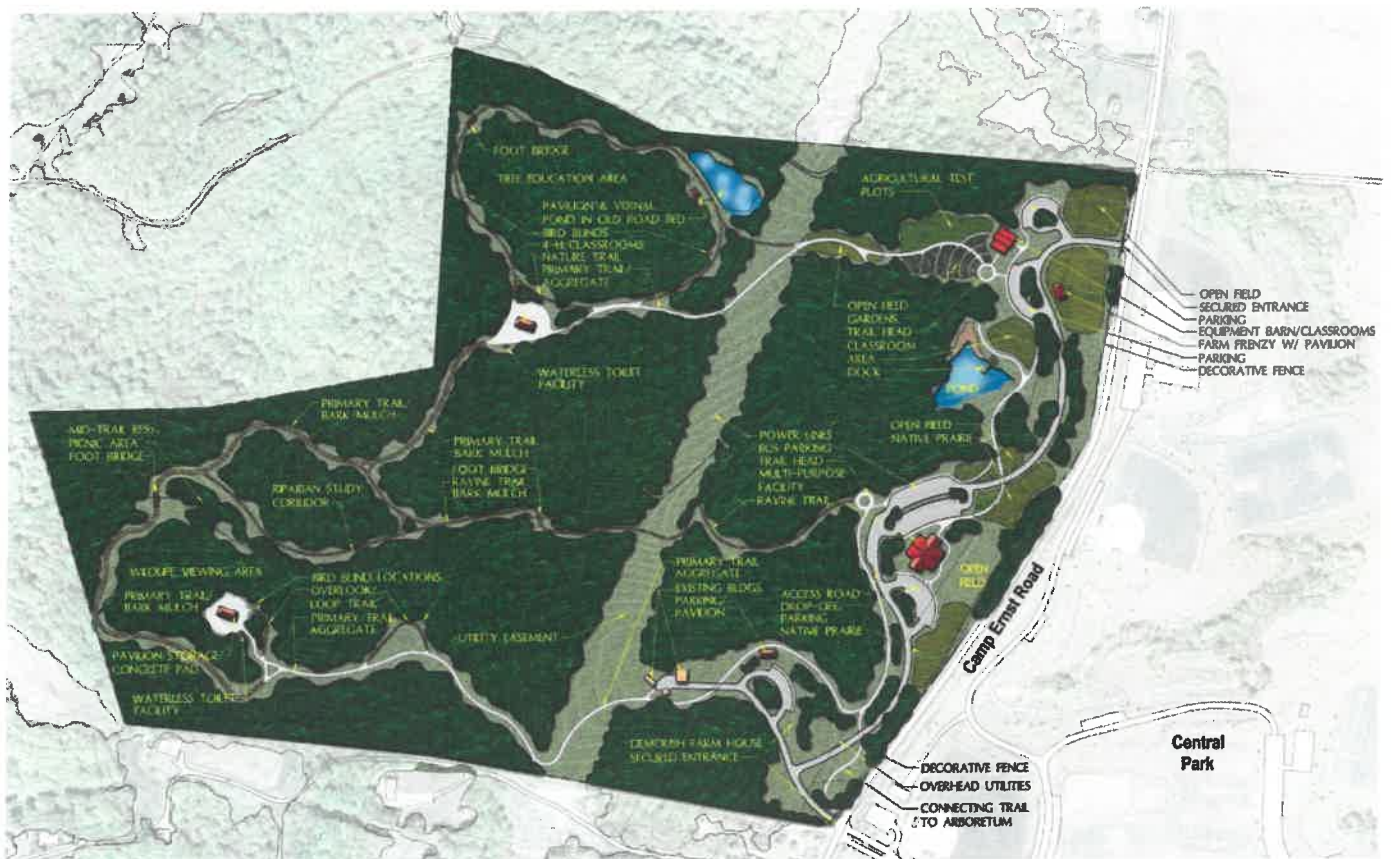 FOOT BRIDGE
TREE EDUCATION AREA
PAVILION & VERNAL
POND IN OLD ROAD BED
BIRD BLINDS
4-H CLASSROOMS
NATURE TRAIL
PRIMARY TRAIL/
AGGREGATE
AGRICULTURAL TEST
PLOTS
OPEN FIELD
SECURED ENTRANCE
PARKING
EQUIPMENT BARN/CLASSROOMS
FARM FRENZY W/ PAVILION
PARKING
DECORATIVE FENCE
OPEN FIELD
GARDENS
TRAIL HEAD
CLASSROOM
AREA
DOCK
POND
WATERLESS TOILET
FACILITY
PRIMARY TRAIL
BARK MULCH
MID-TRAIL
PICNIC AREA
FOOT BRIDGE
PRIMARY TRAIL
BARK MULCH
FOOT BRIDGE
RAVINE TRAIL
BARK MULCH
OPEN FIELD
NATIVE PRAIRIE
POWER LINES
BUS PARKING
TRAIL HEAD
MULTI-PURPOSE
FACILITY
RAVINE TRAIL
RIPARIAN STUDY
CORRIDOR
WILDLIFE VIEWING AREA
PRIMARY TRAIL/
BARK MULCH
BIRD BLIND LOCATIONS
OVERLOOK/
LOOP TRAIL
PRIMARY TRAIL
AGGREGATE
PRIMARY TRAIL
AGGREGATE
EXISTING BLDGS
PARKING/
PAVILION
ACCESS ROAD
DROP-OFF
PARKING
NATIVE PRAIRIE
OPEN
FIELD
Camp Ernst Road
UTILITY EASEMENT
PAVILION STORAGE
CONCRETE PAD
WATERLESS TOILET
FACILITY
DEMOLISH FARM HOUSE
SECURED ENTRANCE
DECORATIVE FENCE
OVERHEAD UTILITIES
CONNECTING TRAIL
TO ARBORETUM
Central
Park